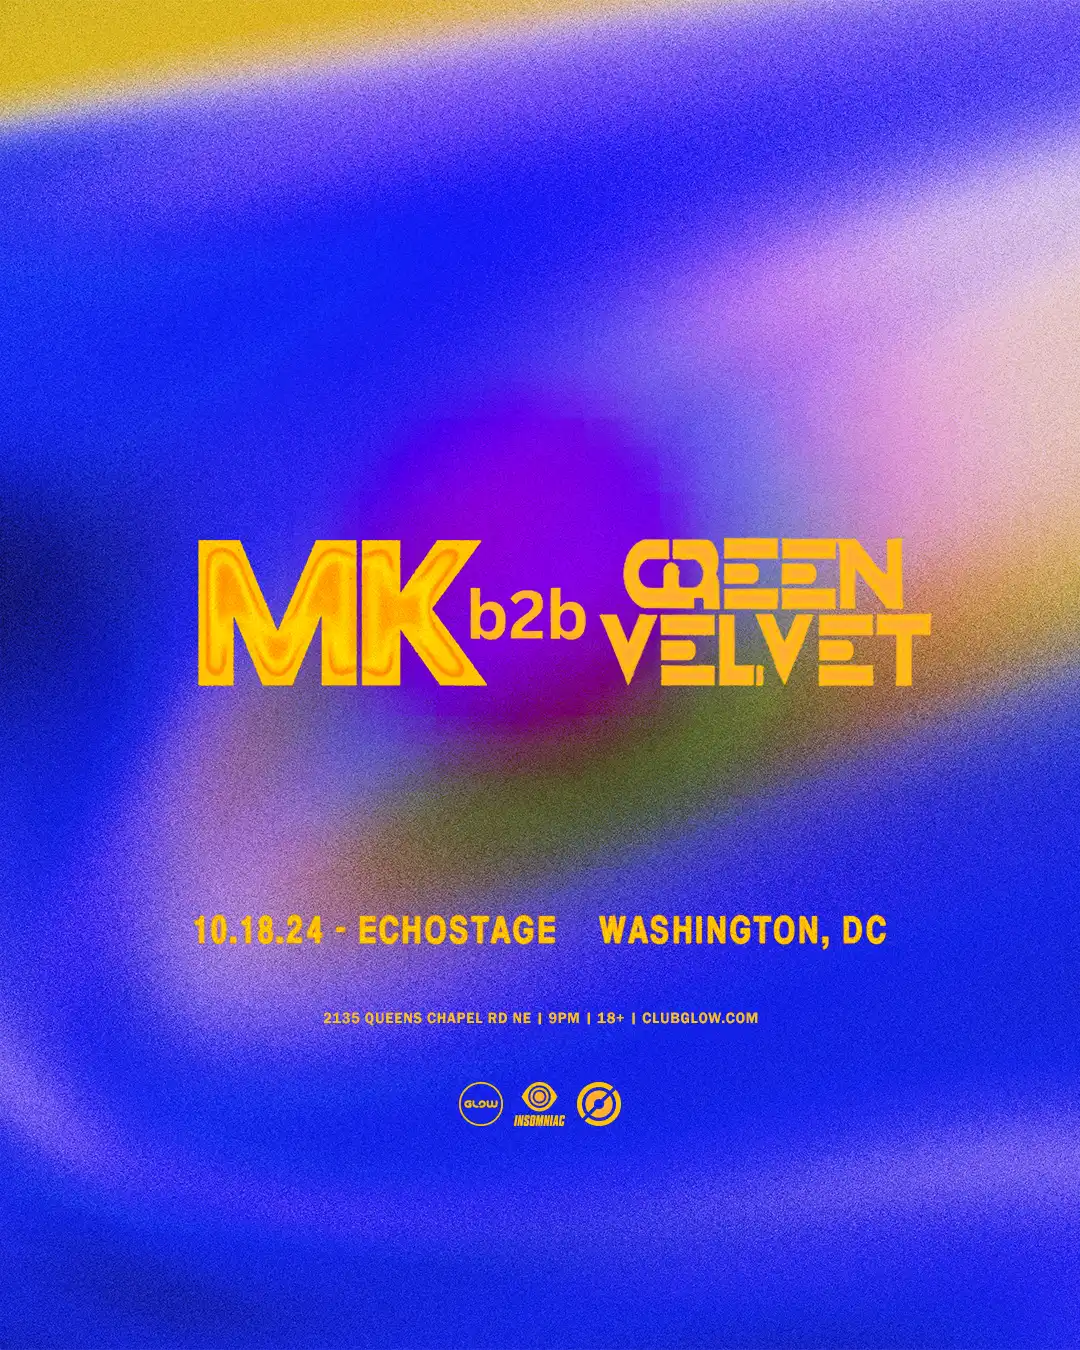 MK b2b GREEN VELVET
10.18.24 - ECHOSTAGE WASHINGTON, DC
2135 QUEENS CHAPEL RD NE | 9PM | 18+ | CLUBGLOW.COM
GLOW INSOMNIAC